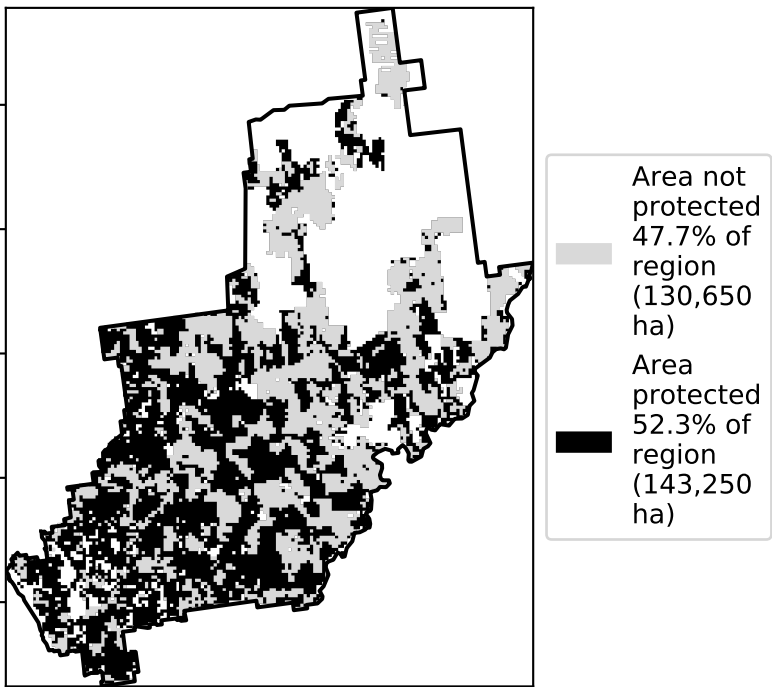 Area not
protected
47.7% of
region
(130,650
ha)
Area
protected
52.3% of
region
(143,250
ha)